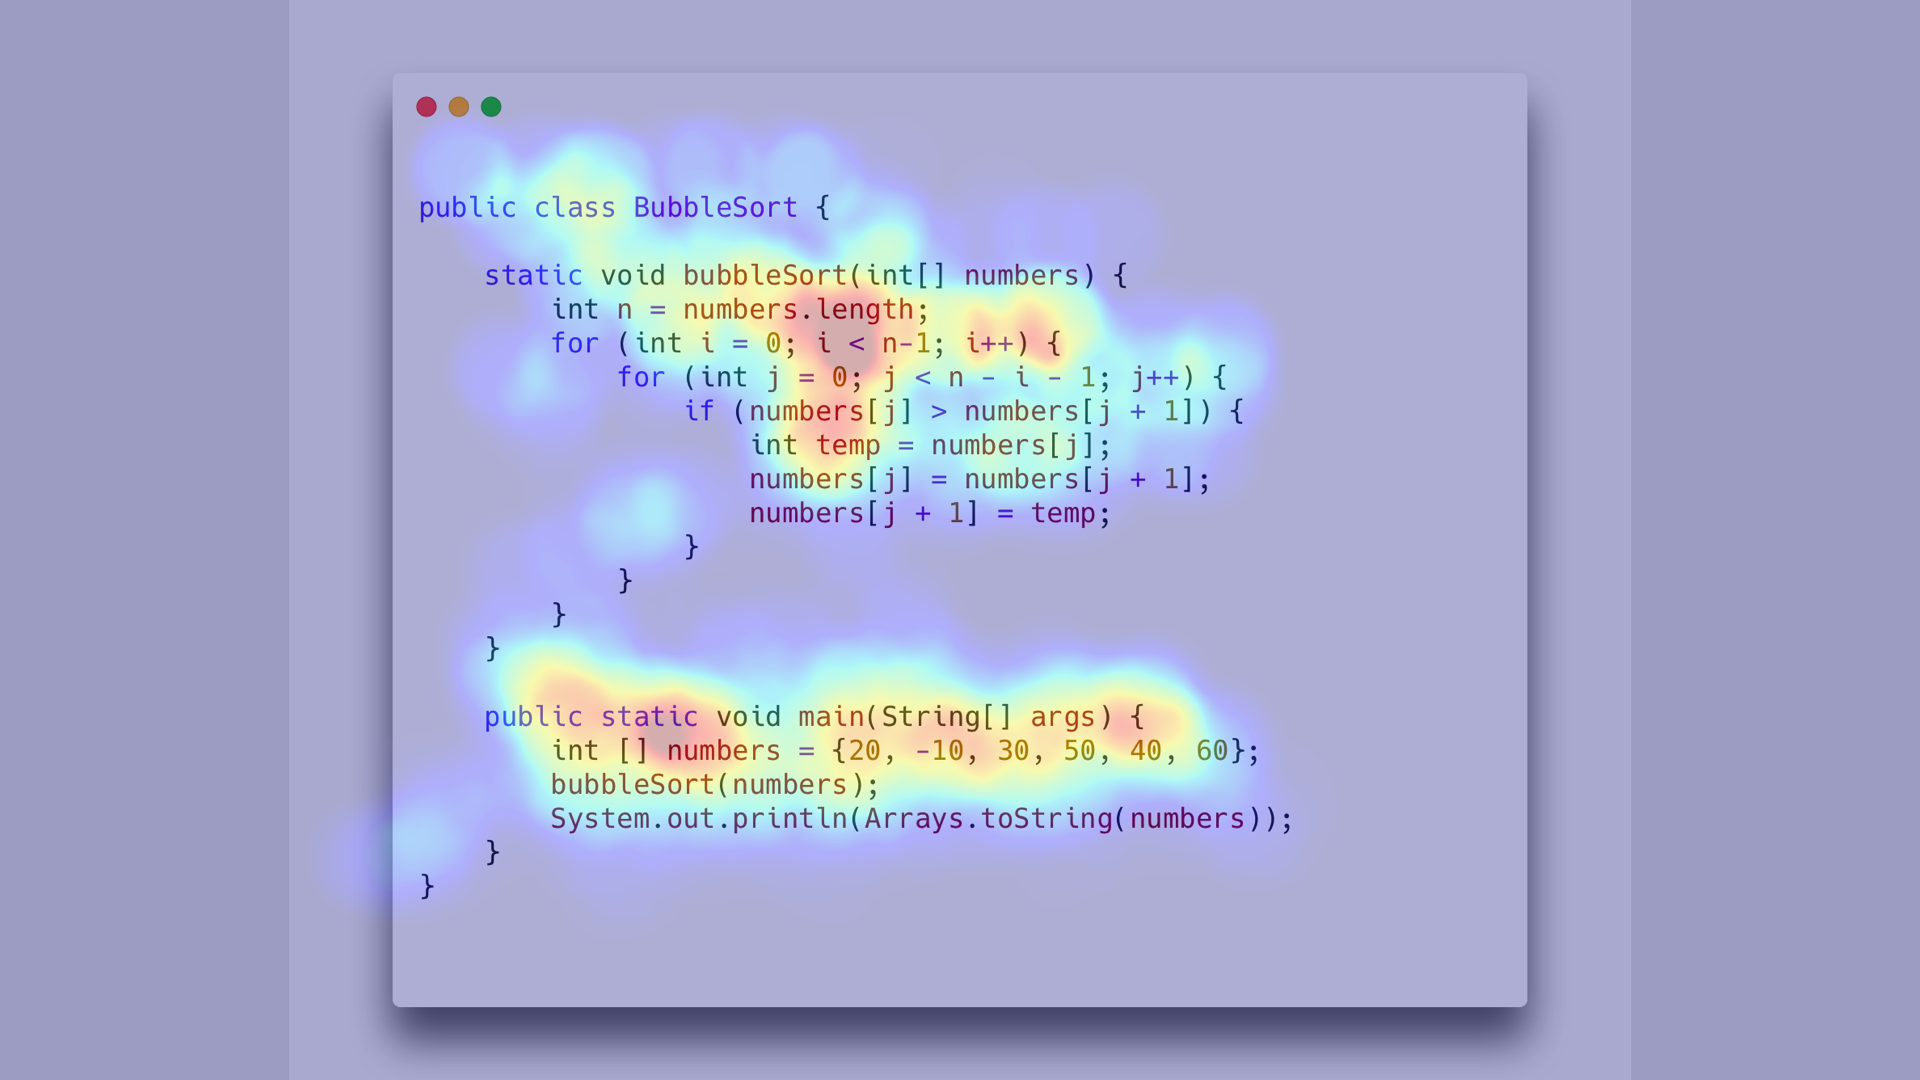 public class BubbleSort {
static void bubbleSort(int[] numbers) {
int n = numbers.length;
for (int i = 0; i < n-1; i++) {
for (int j = 0; j < n - i - 1; j++) {
if (numbers[j] > numbers[j + 1]) {
int temp = numbers[j];
numbers[j] = numbers[j + 1];
numbers[j + 1] = temp;
}
}
}
}
public static void main(String[] args) {
int [] numbers = {20, -10, 30, 50, 40, 60};
bubbleSort(numbers);
System.out.println(Arrays.toString(numbers));
}
}